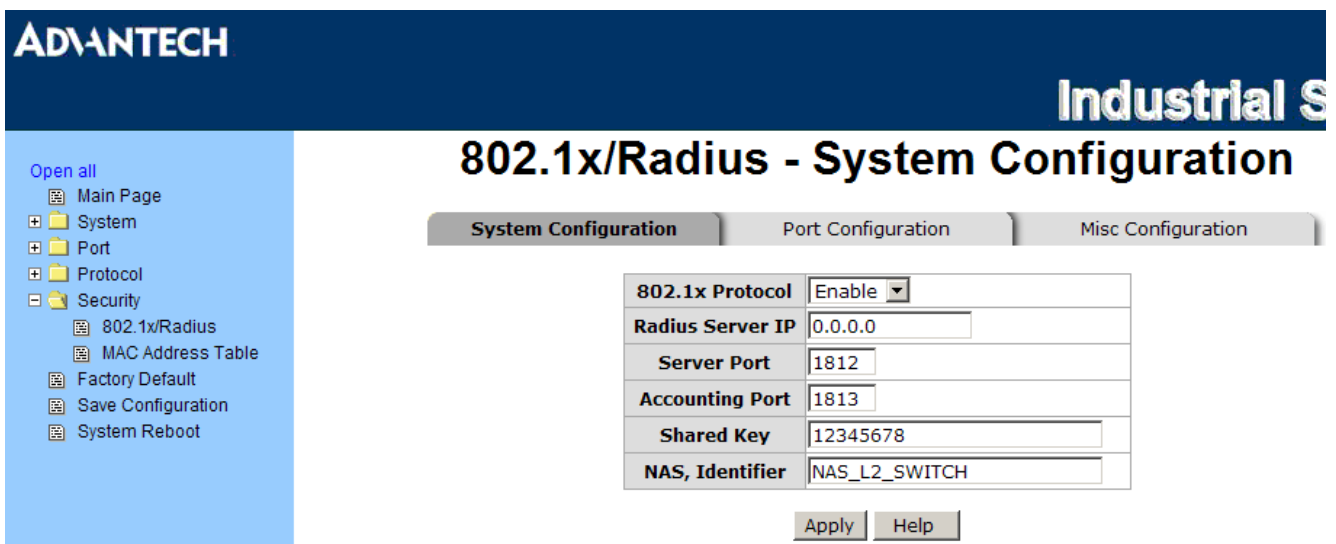 ADVANTECH
Industrial S
802.1x/Radius - System Configuration
Open all
Main Page
System
Port
Protocol
Security
802.1x/Radius
MAC Address Table
Factory Default
Save Configuration
System Reboot
System Configuration Port Configuration Misc Configuration
802.1x Protocol Enable
Radius Server IP 0.0.0.0
Server Port 1812
Accounting Port 1813
Shared Key 12345678
NAS, Identifier NAS_L2_SWITCH
Apply Help